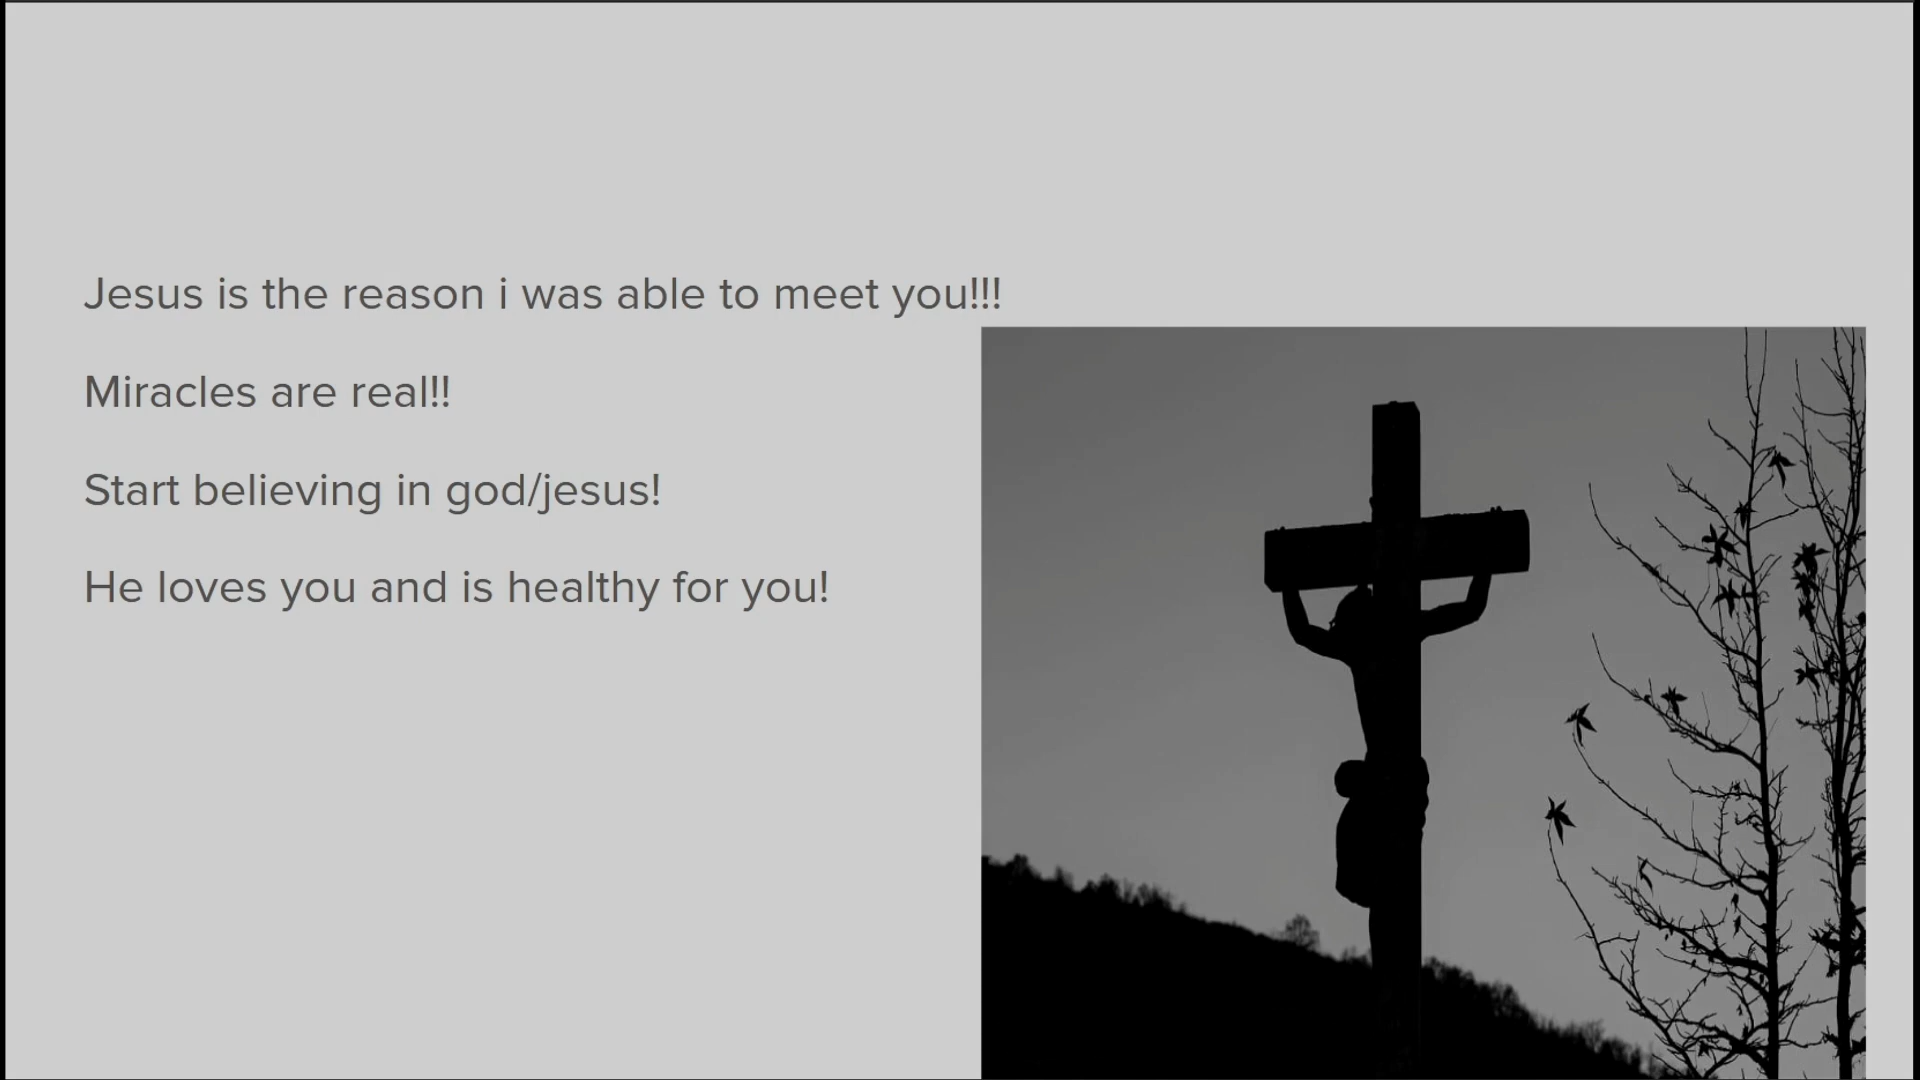 Jesus is the reason i was able to meet you!!!
Miracles are real!!
Start believing in god/jesus!
He loves you and is healthy for you!